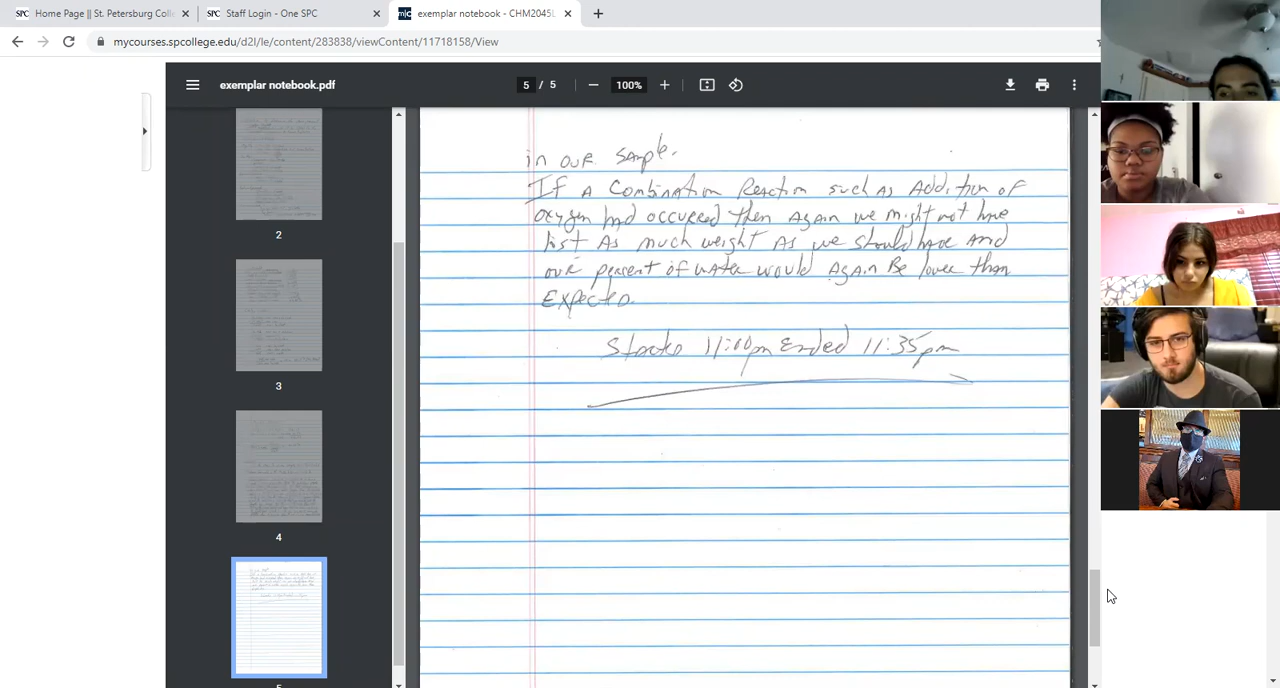 Home Page || St. Petersburg Coll
Staff Login - One SPC
exemplar notebook - CHM2045L
mycourses.spcollege.edu/d2l/le/content/283838/viewContent/11718158/View
exemplar notebook.pdf
5 / 5
100%
2
3
4
5
in our sample.
If a Combination Reaction such as Addition of
oxygen had occurred then Again we might not have
lost As much weight As we should have and
our percent of water would Again Be lower than
Expected.
Started Ended 11:35pm